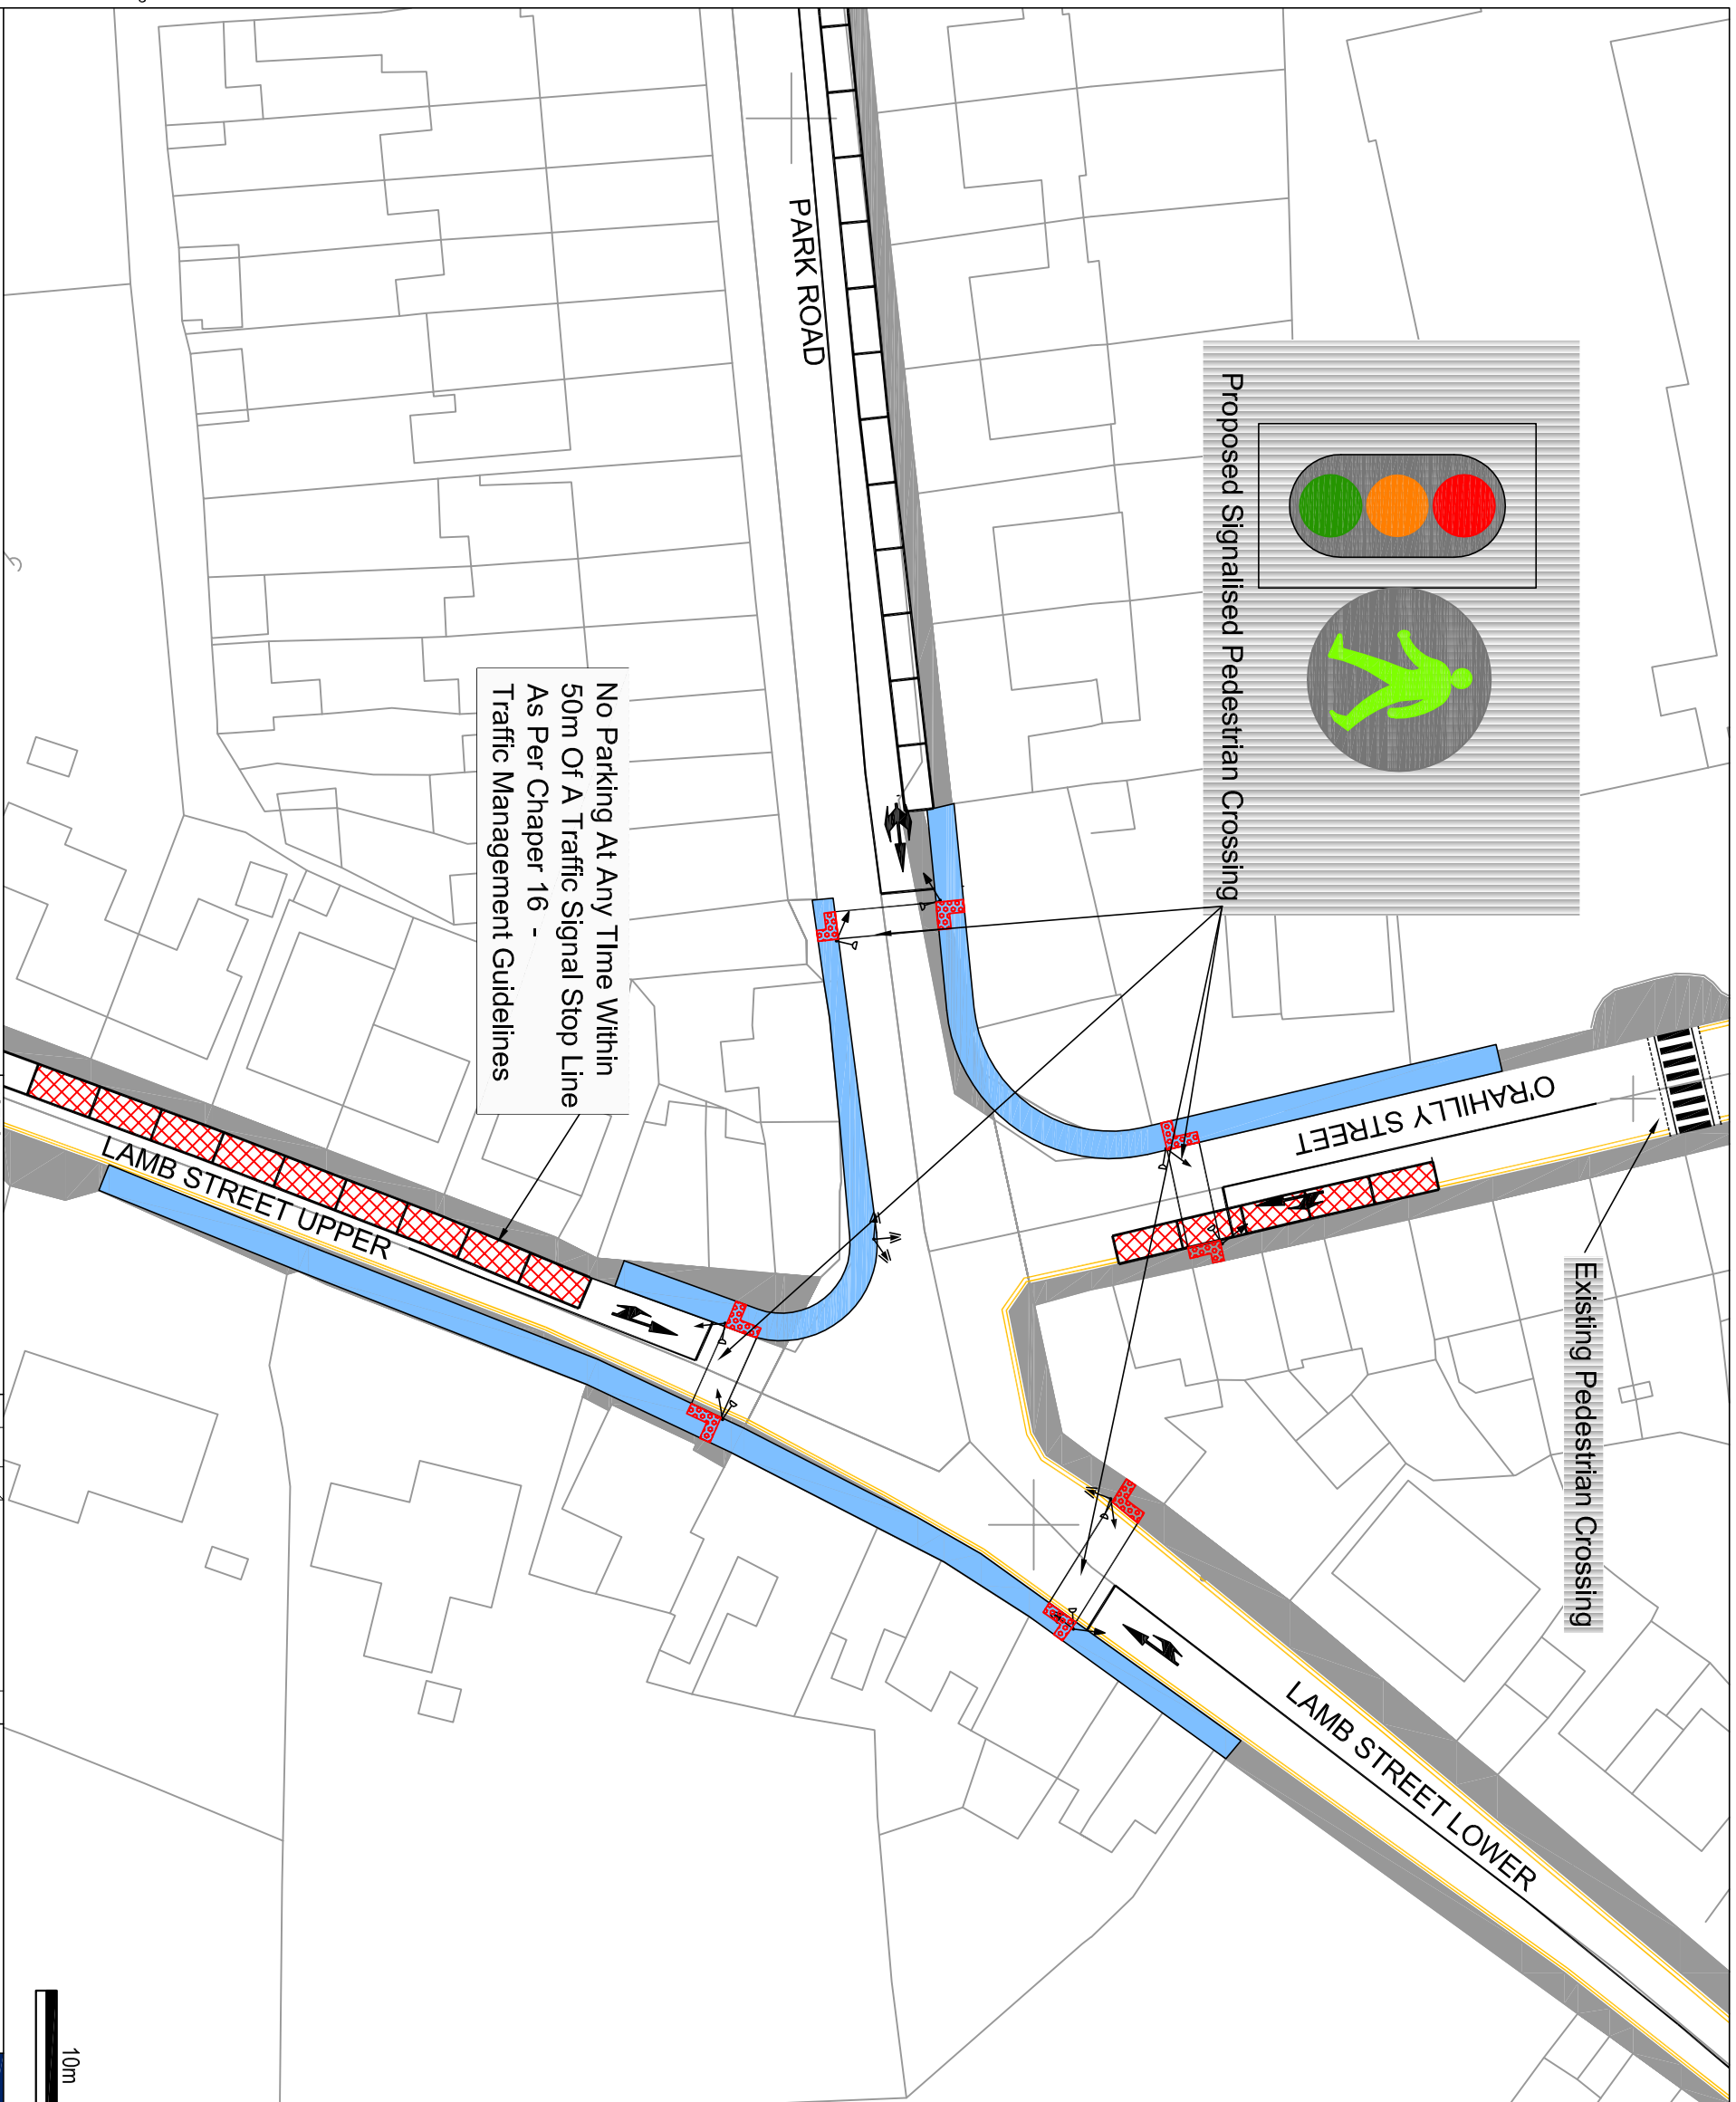 Existing Pedestrian Crossing
Proposed Signalised Pedestrian Crossing
O'RAHILLY STREET
LAMB STREET LOWER
PARK ROAD
No Parking At Any TIme Within
50m Of A Traffic Signal Stop Line
As Per Chaper 16 -
Traffic Management Guidelines
LAMB STREET UPPER
10m